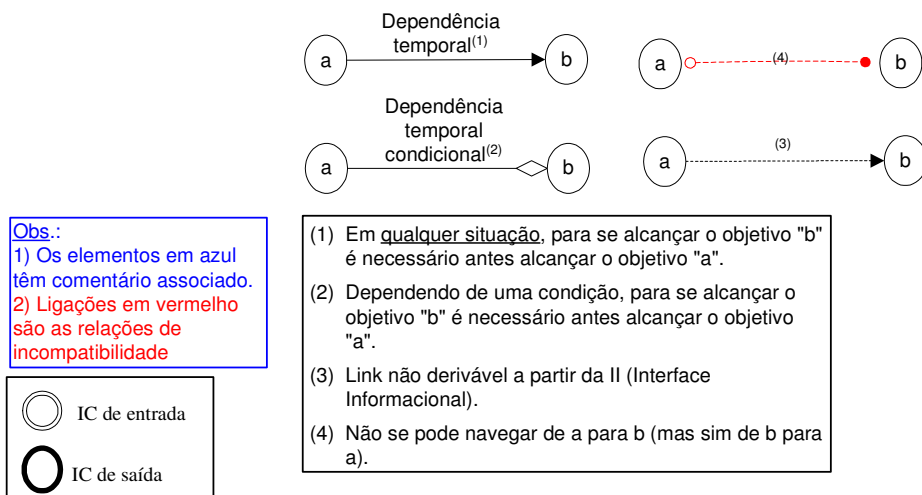 Dependência
temporal(1)
a
b
a
(4)
b
Dependência
temporal
condicional(2)
a
b
a
(3)
b
Obs.:
1) Os elementos em azul
têm comentário associado.
2) Ligações em vermelho
são as relações de
incompatibilidade
(1) Em qualquer situação, para se alcançar o objetivo "b"
é necessário antes alcançar o objetivo "a".
(2) Dependendo de uma condição, para se alcançar o
objetivo "b" é necessário antes alcançar o objetivo
"a".
(3) Link não derivável a partir da II (Interface
Informacional).
(4) Não se pode navegar de a para b (mas sim de b para
a).
IC de entrada
IC de saída